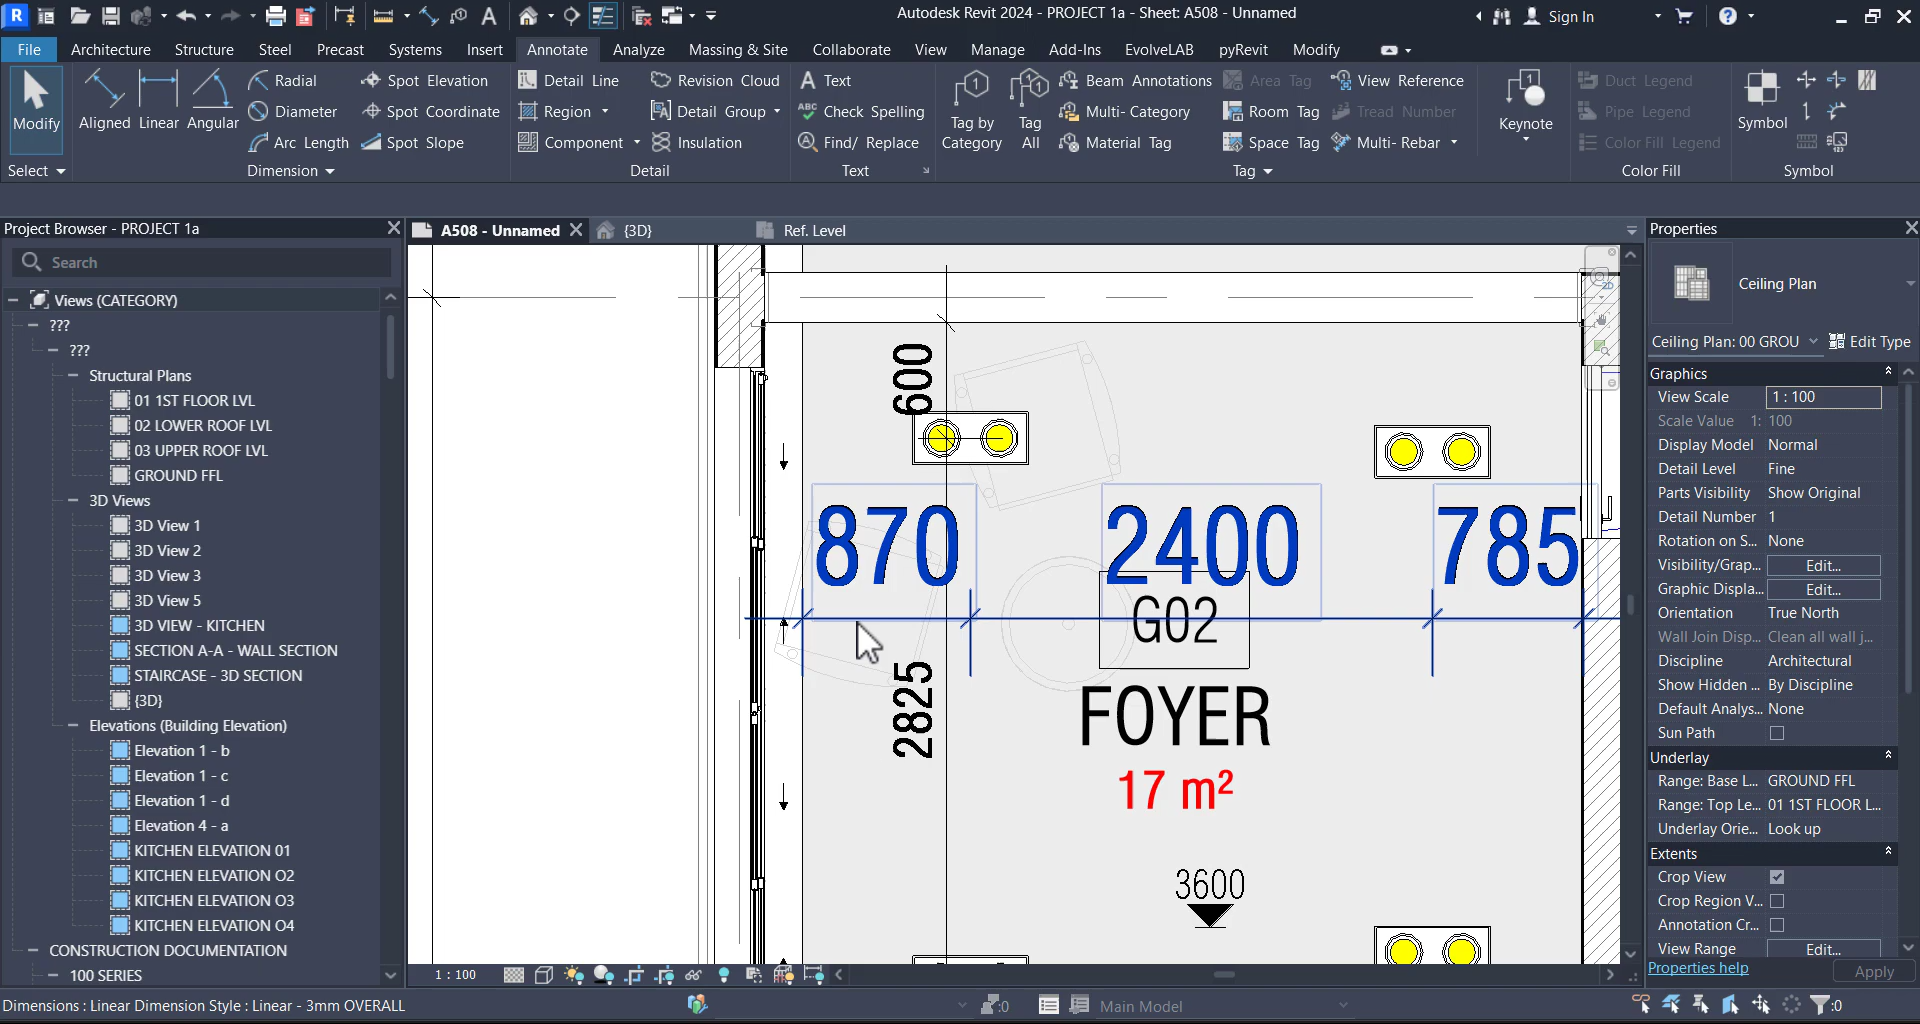 Autodesk Revit 2024 - PROJECT 1a - Sheet: A508 - Unnamed
Sign In
File Architecture Structure Steel Precast Systems Insert Annotate Analyze Massing & Site Collaborate View Manage Add-Ins EvolveLAB pyRevit Modify
Modify
Select
Aligned
Linear
Angular
Radial
Diameter
Arc Length
Spot Elevation
Spot Coordinate
Spot Slope
Dimension
Detail Line
Region
Component
Revision Cloud
Detail Group
Insulation
Detail
Text
Check Spelling
Find/ Replace
Text
Tag by
Category
Tag
All
Beam Annotations
Multi- Category
Material Tag
Area Tag
Room Tag
Space Tag
View Reference
Tread Number
Multi- Rebar
Tag
Keynote
Duct Legend
Pipe Legend
Color Fill Legend
Color Fill
Symbol
Symbol
Project Browser - PROJECT 1a
Search
Views (CATEGORY)
???
???
Structural Plans
01 1ST FLOOR LVL
02 LOWER ROOF LVL
03 UPPER ROOF LVL
GROUND FFL
3D Views
3D View 1
3D View 2
3D View 3
3D View 5
3D VIEW - KITCHEN
SECTION A-A - WALL SECTION
STAIRCASE - 3D SECTION
{3D}
Elevations (Building Elevation)
Elevation 1 - b
Elevation 1 - c
Elevation 1 - d
Elevation 4 - a
KITCHEN ELEVATION 01
KITCHEN ELEVATION O2
KITCHEN ELEVATION O3
KITCHEN ELEVATION O4
CONSTRUCTION DOCUMENTATION
100 SERIES
A508 - Unnamed
{3D}
Ref. Level
600
870
2400
785
G02
2825
FOYER
17 m²
3600
1 : 100
Properties
Ceiling Plan
Ceiling Plan: 00 GROU
Edit Type
Graphics
View Scale 1 : 100
Scale Value 1: 100
Display Model Normal
Detail Level Fine
Parts Visibility Show Original
Detail Number 1
Rotation on S... None
Visibility/Grap... Edit...
Graphic Displa... Edit...
Orientation True North
Wall Join Disp... Clean all wall j...
Discipline Architectural
Show Hidden ... By Discipline
Default Analys... None
Sun Path
Underlay
Range: Base L... GROUND FFL
Range: Top Le... 01 1ST FLOOR L...
Underlay Orie... Look up
Extents
Crop View
Crop Region V...
Annotation Cr...
View Range Edit...
Properties help
Apply
Dimensions : Linear Dimension Style : Linear - 3mm OVERALL
:0
Main Model
:0